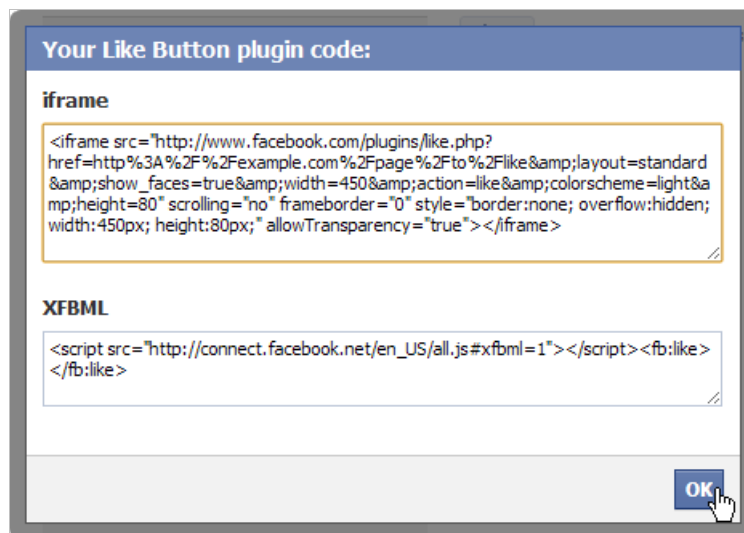 Your Like Button plugin code:
iframe
<iframe src="http://www.facebook.com/plugins/like.php?
href=http%3A%2F%2Fexample.com%2Fpage%2Fto%2Flike&amp;layout=standard
&amp;show_faces=true&amp;width=450&amp;action=like&amp;colorscheme=light&a
mp;height=80" scrolling="no" frameborder="0" style="border:none; overflow:hidden;
width:450px; height:80px;" allowTransparency="true"></iframe>
XFBML
<script src="http://connect.facebook.net/en_US/all.js#xfbml=1"></script><fb:like>
</fb:like>
OK